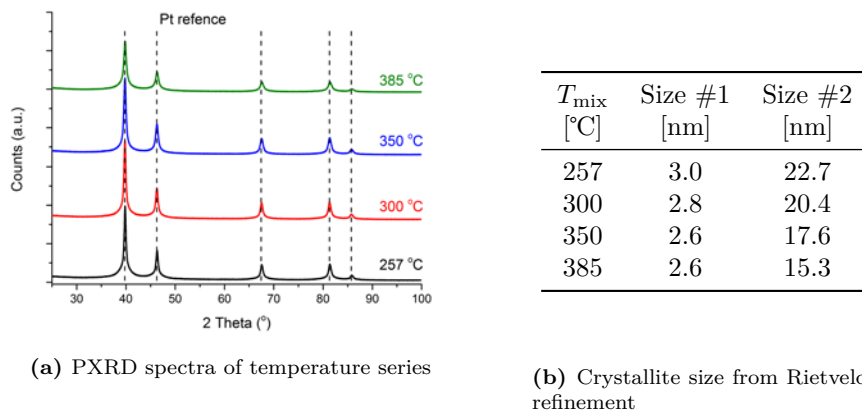 Pt refence
385 °C
350 °C
300 °C
257 °C
Counts (a.u.)
30 40 50 60 70 80 90 100
2 Theta (°)
(a) PXRD spectra of temperature series
Tmix Size #1 Size #2
[℃] [nm] [nm]
257 3.0 22.7
300 2.8 20.4
350 2.6 17.6
385 2.6 15.3
(b) Crystallite size from Rietveld
refinement